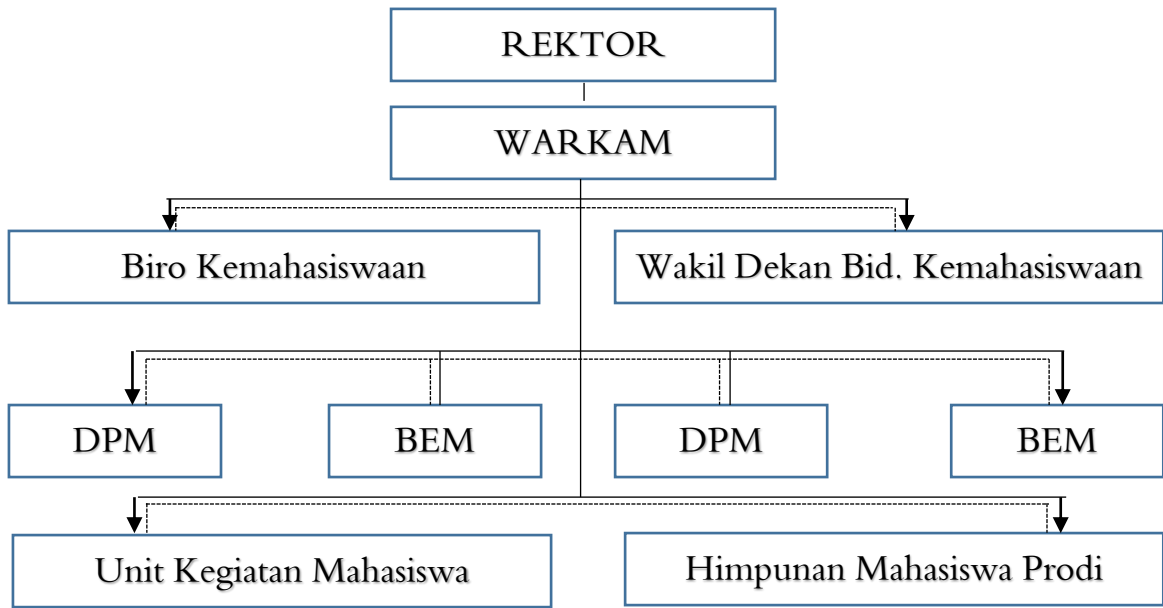 REKTOR
WARKAM
Biro Kemahasiswaan
Wakil Dekan Bid. Kemahasiswaan
DPM
BEM
DPM
BEM
Unit Kegiatan Mahasiswa
Himpunan Mahasiswa Prodi